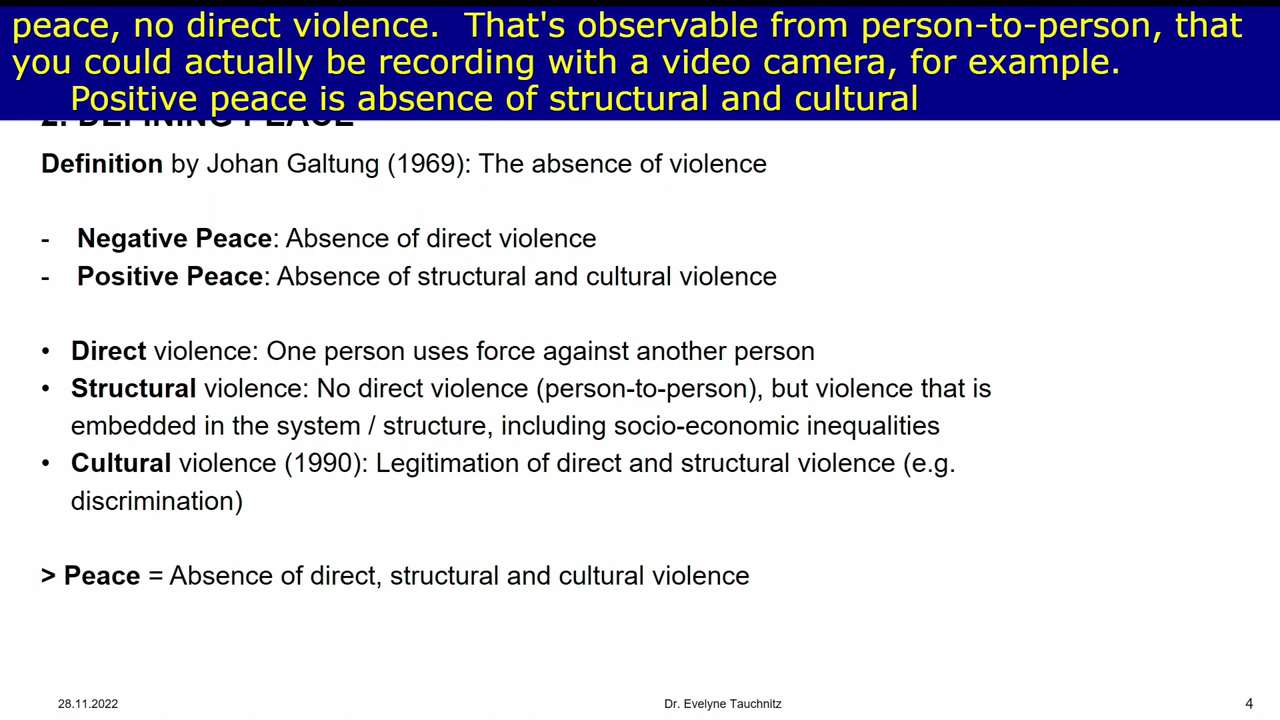 peace, no direct violence.  That's observable from person-to-person, that
you could actually be recording with a video camera, for example.
Positive peace is absence of structural and cultural
2. DEFINING PEACE
Definition by Johan Galtung (1969): The absence of violence
- Negative Peace: Absence of direct violence
- Positive Peace: Absence of structural and cultural violence
• Direct violence: One person uses force against another person
• Structural violence: No direct violence (person-to-person), but violence that is
embedded in the system / structure, including socio-economic inequalities
• Cultural violence (1990): Legitimation of direct and structural violence (e.g.
discrimination)
> Peace = Absence of direct, structural and cultural violence
28.11.2022
Dr. Evelyne Tauchnitz
4